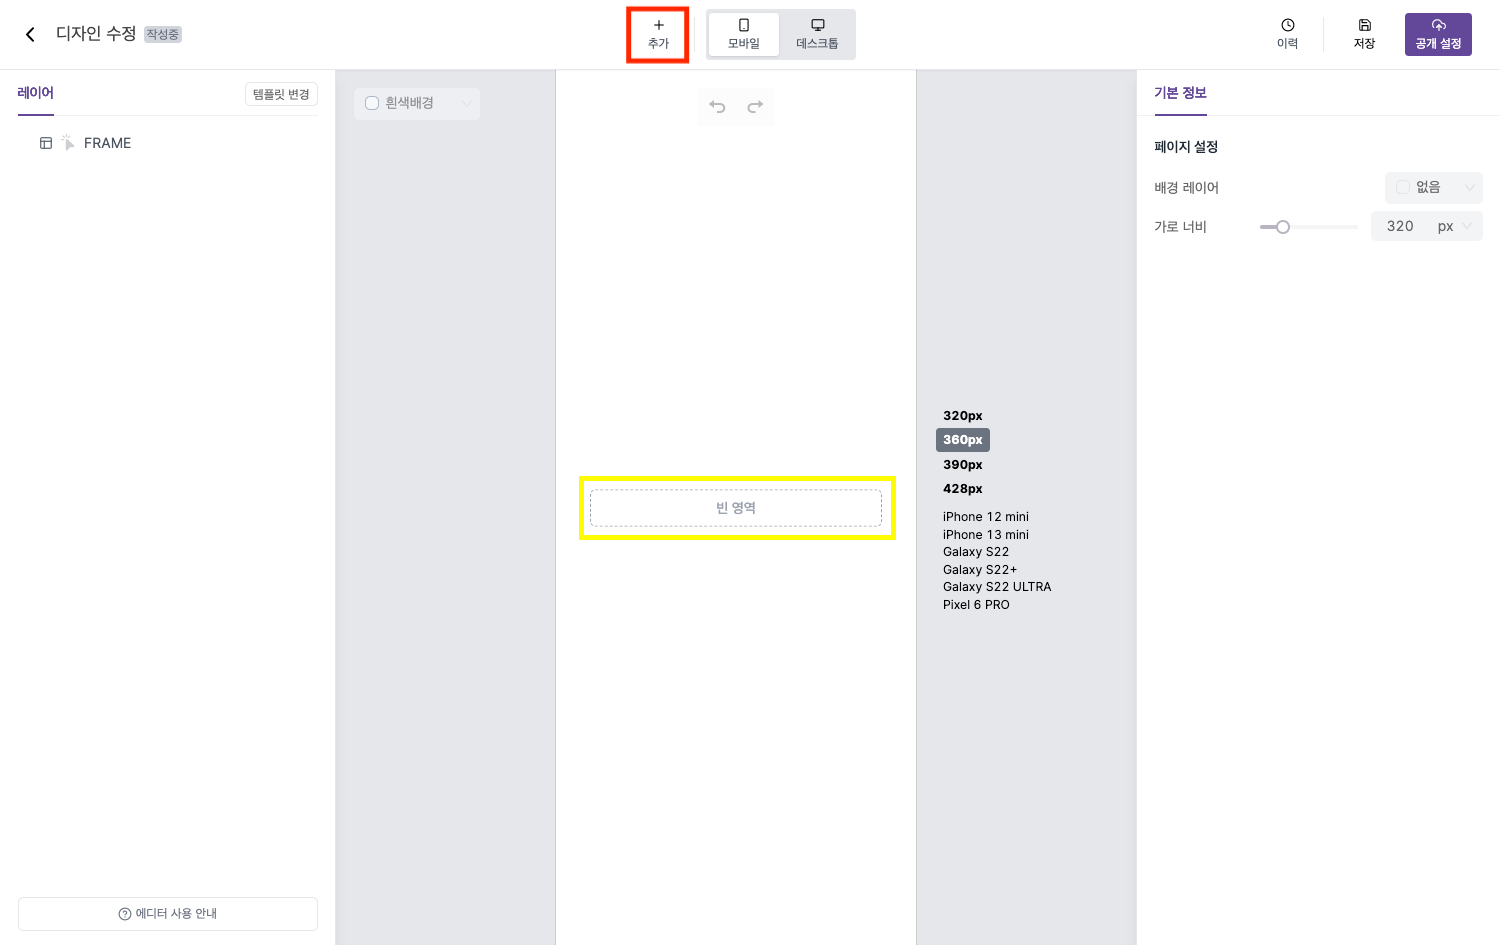 디자인 수정 작성중
추가
모바일
데스크톱
이력
저장
공개 설정
레이어
템플릿 변경
FRAME
에디터 사용 안내
흰색배경
빈 영역
320px
360px
390px
428px
iPhone 12 mini
iPhone 13 mini
Galaxy S22
Galaxy S22+
Galaxy S22 ULTRA
Pixel 6 PRO
기본 정보
페이지 설정
배경 레이어 없음
가로 너비 320 px